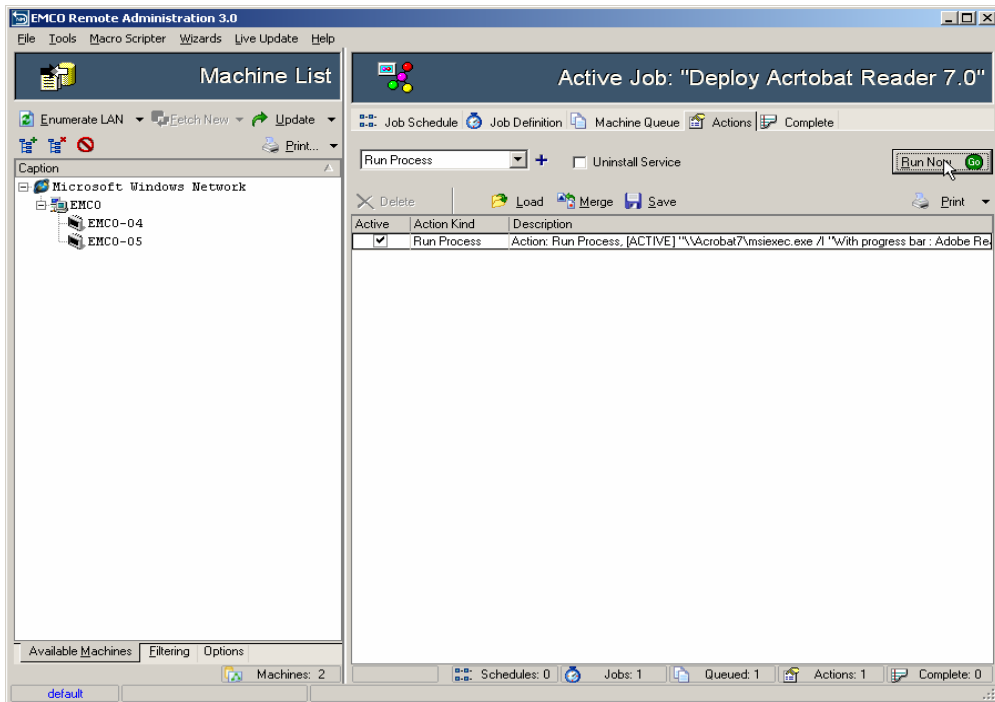 EMCO Remote Administration 3.0
File Tools Macro Scripter Wizards Live Update Help
Machine List
Active Job: "Deploy Acrtobat Reader 7.0"
Enumerate LAN Fetch New Update
Job Schedule Job Definition Machine Queue Actions Complete
Print...
Run Process Uninstall Service Run Now Go
Caption
Delete Load Merge Save Print
Microsoft Windows Network
EMCO
EMCO-04
EMCO-05
Active Action Kind Description
Run Process Action: Run Process, [ACTIVE] "\\Acrobat7\msiexec.exe /I "With progress bar : Adobe Re
Available Machines Filtering Options
Machines: 2
Schedules: 0 Jobs: 1 Queued: 1 Actions: 1 Complete: 0
default